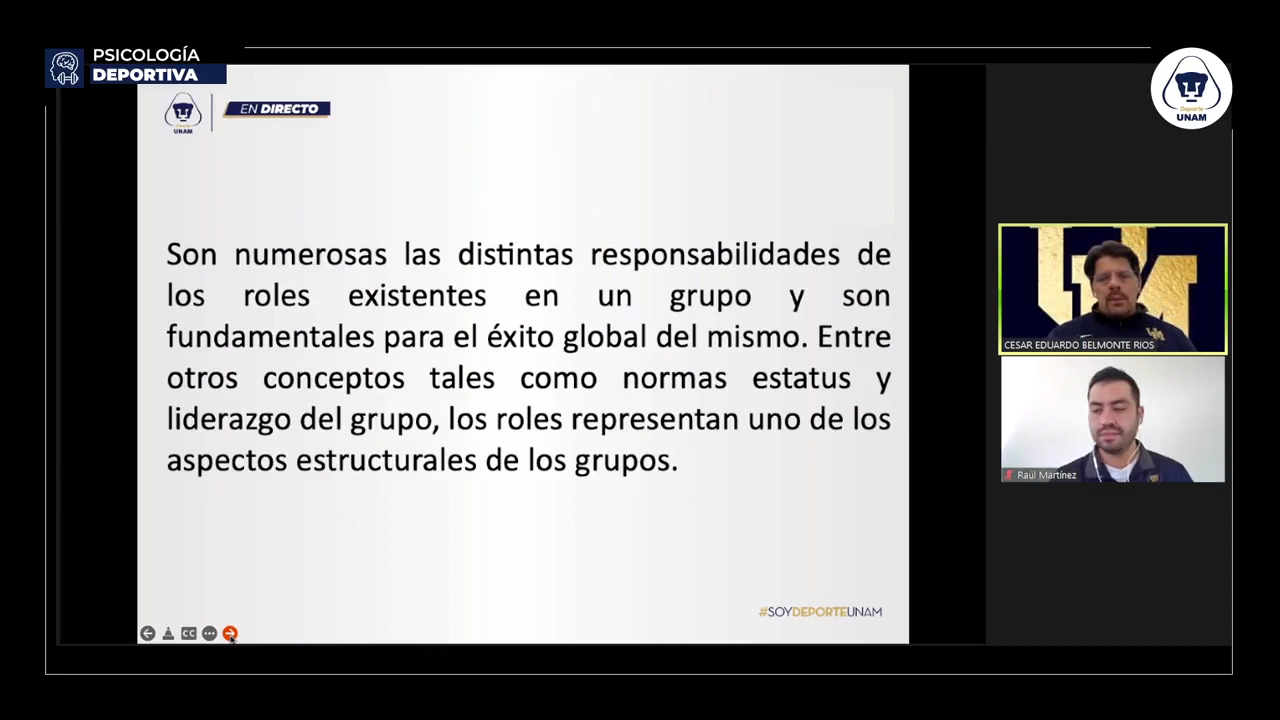 PSICOLOGÍA
DEPORTIVA
Deporte
UNAM
UNAM
EN DIRECTO
Son numerosas las distintas responsabilidades de
los roles existentes en un grupo y son
fundamentales para el éxito global del mismo. Entre
otros conceptos tales como normas estatus y
liderazgo del grupo, los roles representan uno de los
aspectos estructurales de los grupos.
#SOYDEPORTEUNAM
CC
CESAR EDUARDO BELMONTE RIOS
Raúl Martínez